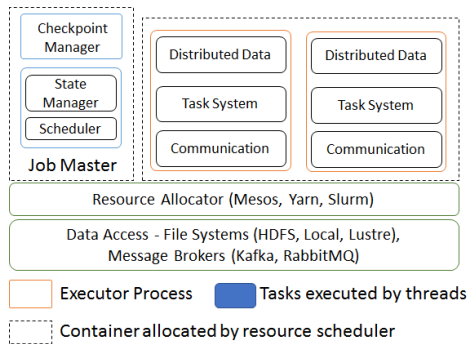 Checkpoint
Manager
State
Manager
Scheduler
Job Master
Distributed Data
Task System
Communication
Distributed Data
Task System
Communication
Resource Allocator (Mesos, Yarn, Slurm)
Data Access - File Systems (HDFS, Local, Lustre),
Message Brokers (Kafka, RabbitMQ)
Executor Process
Tasks executed by threads
Container allocated by resource scheduler